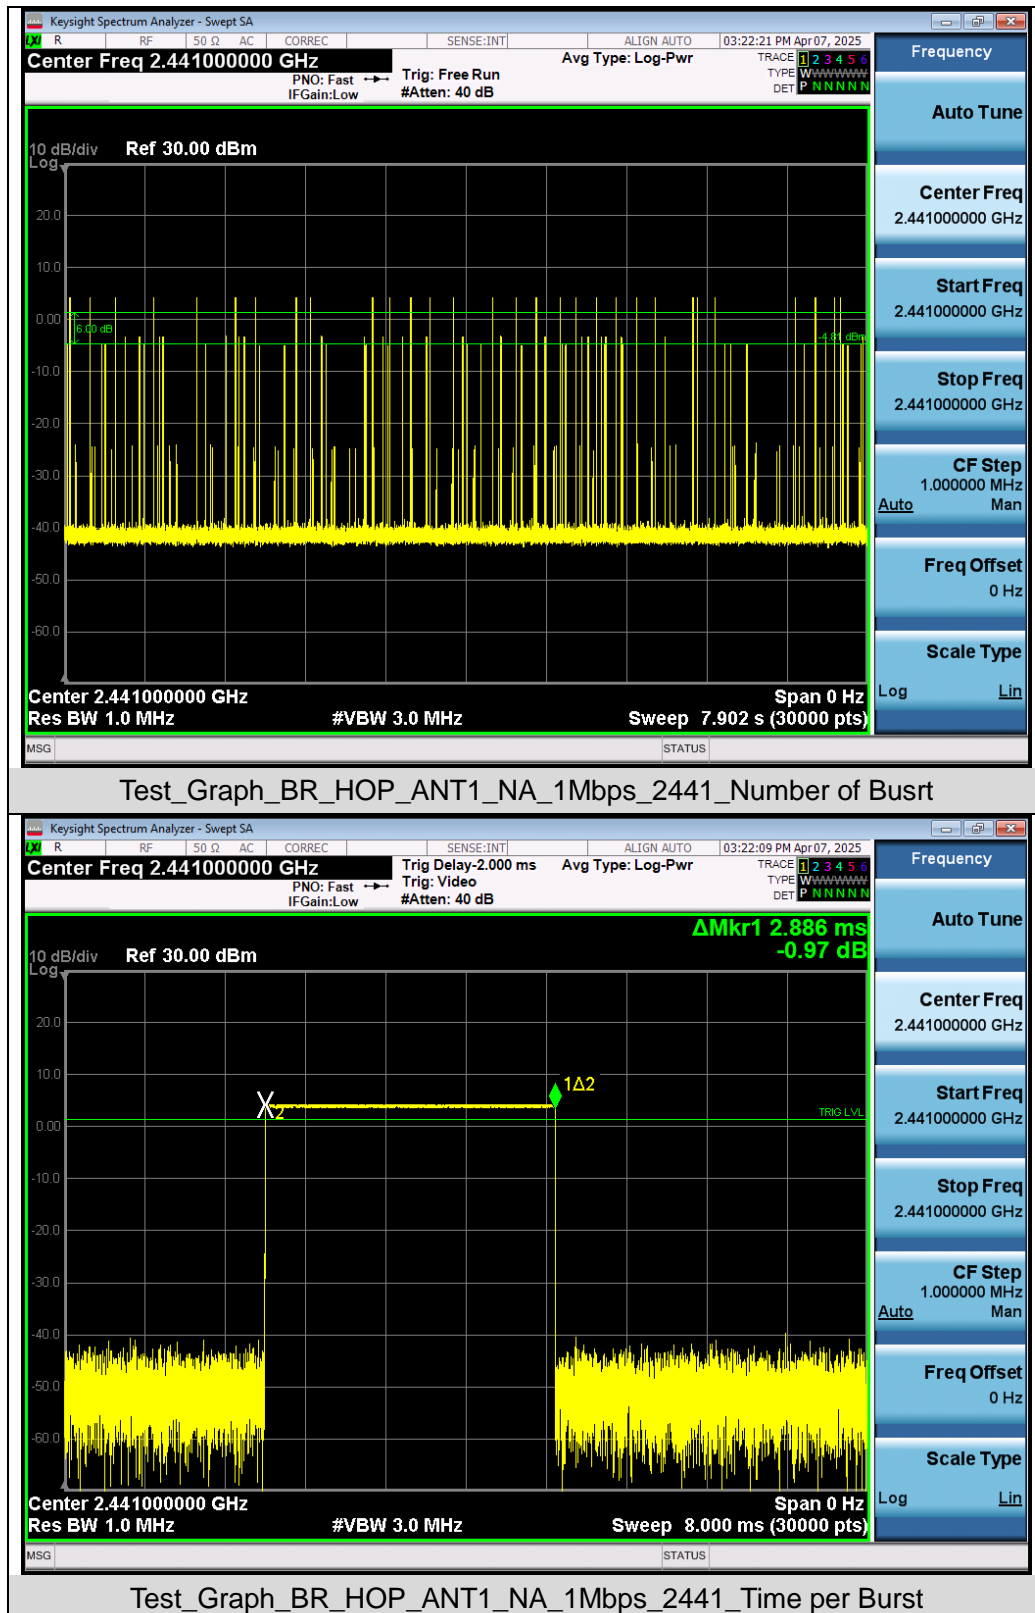 Keysight Spectrum Analyzer - Swept SA
LXI R RF 50 Ω AC CORREC SENSE:INT ALIGN AUTO 03:22:21 PM Apr 07, 2025
Center Freq 2.441000000 GHz
PNO: Fast
IFGain:Low
Trig: Free Run
#Atten: 40 dB
Avg Type: Log-Pwr
TRACE 1 2 3 4 5 6
TYPE WWWWWW
DET P N N N N N
10 dB/div
Log
Ref 30.00 dBm
20.0
10.0
0.00
6.00 dB
-4.81 dBm
-10.0
-20.0
-30.0
-40.0
-50.0
-60.0
Center 2.441000000 GHz Span 0 Hz
Res BW 1.0 MHz #VBW 3.0 MHz Sweep 7.902 s (30000 pts)
MSG STATUS
Frequency
Auto Tune
Center Freq
2.441000000 GHz
Start Freq
2.441000000 GHz
Stop Freq
2.441000000 GHz
CF Step
1.000000 MHz
Auto Man
Freq Offset
0 Hz
Scale Type
Log Lin
Test_Graph_BR_HOP_ANT1_NA_1Mbps_2441_Number of Busrt
Keysight Spectrum Analyzer - Swept SA
LXI R RF 50 Ω AC CORREC SENSE:INT ALIGN AUTO 03:22:09 PM Apr 07, 2025
Center Freq 2.441000000 GHz
PNO: Fast
IFGain:Low
Trig Delay-2.000 ms
Trig: Video
#Atten: 40 dB
Avg Type: Log-Pwr
TRACE 1 2 3 4 5 6
TYPE WWWWWW
DET P N N N N N
ΔMkr1 2.886 ms
-0.97 dB
10 dB/div
Log
Ref 30.00 dBm
20.0
10.0
1Δ2
X2
TRIG LVL
0.00
-10.0
-20.0
-30.0
-40.0
-50.0
-60.0
Center 2.441000000 GHz Span 0 Hz
Res BW 1.0 MHz #VBW 3.0 MHz Sweep 8.000 ms (30000 pts)
MSG STATUS
Frequency
Auto Tune
Center Freq
2.441000000 GHz
Start Freq
2.441000000 GHz
Stop Freq
2.441000000 GHz
CF Step
1.000000 MHz
Auto Man
Freq Offset
0 Hz
Scale Type
Log Lin
Test_Graph_BR_HOP_ANT1_NA_1Mbps_2441_Time per Burst